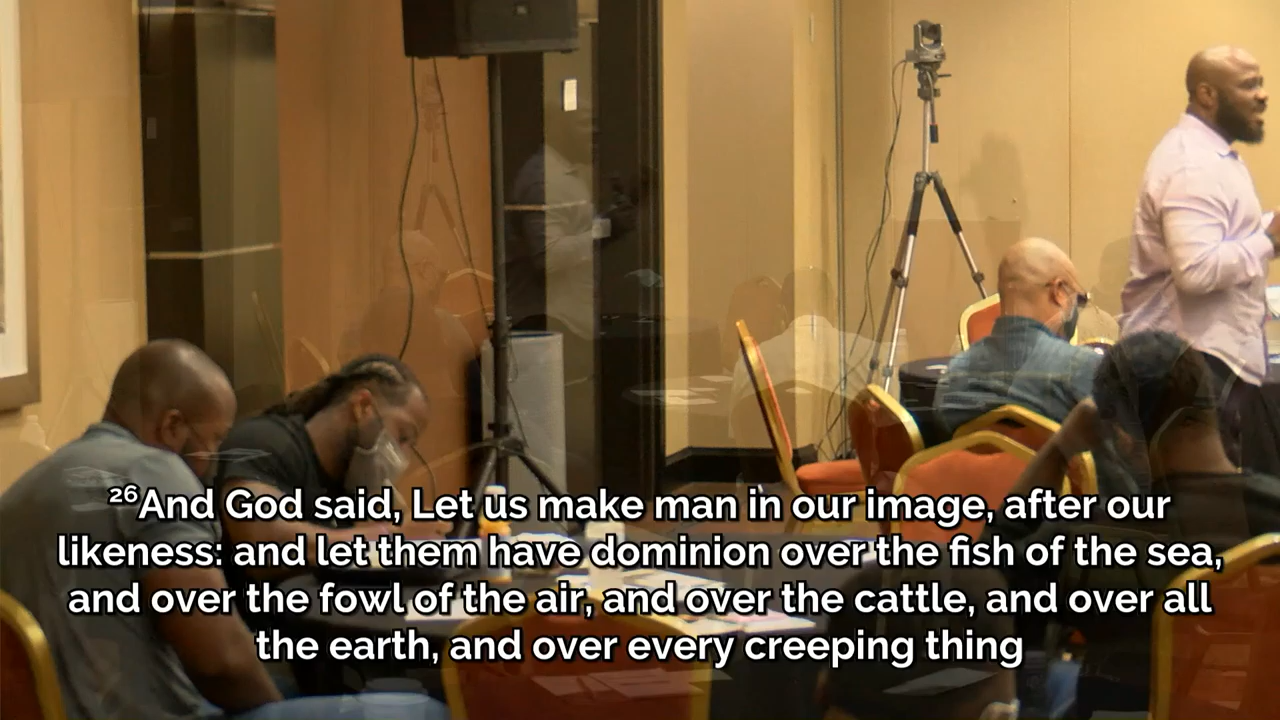 ²⁶And God said, Let us make man in our image, after our
likeness: and let them have dominion over the fish of the sea,
and over the fowl of the air, and over the cattle, and over all
the earth, and over every creeping thing